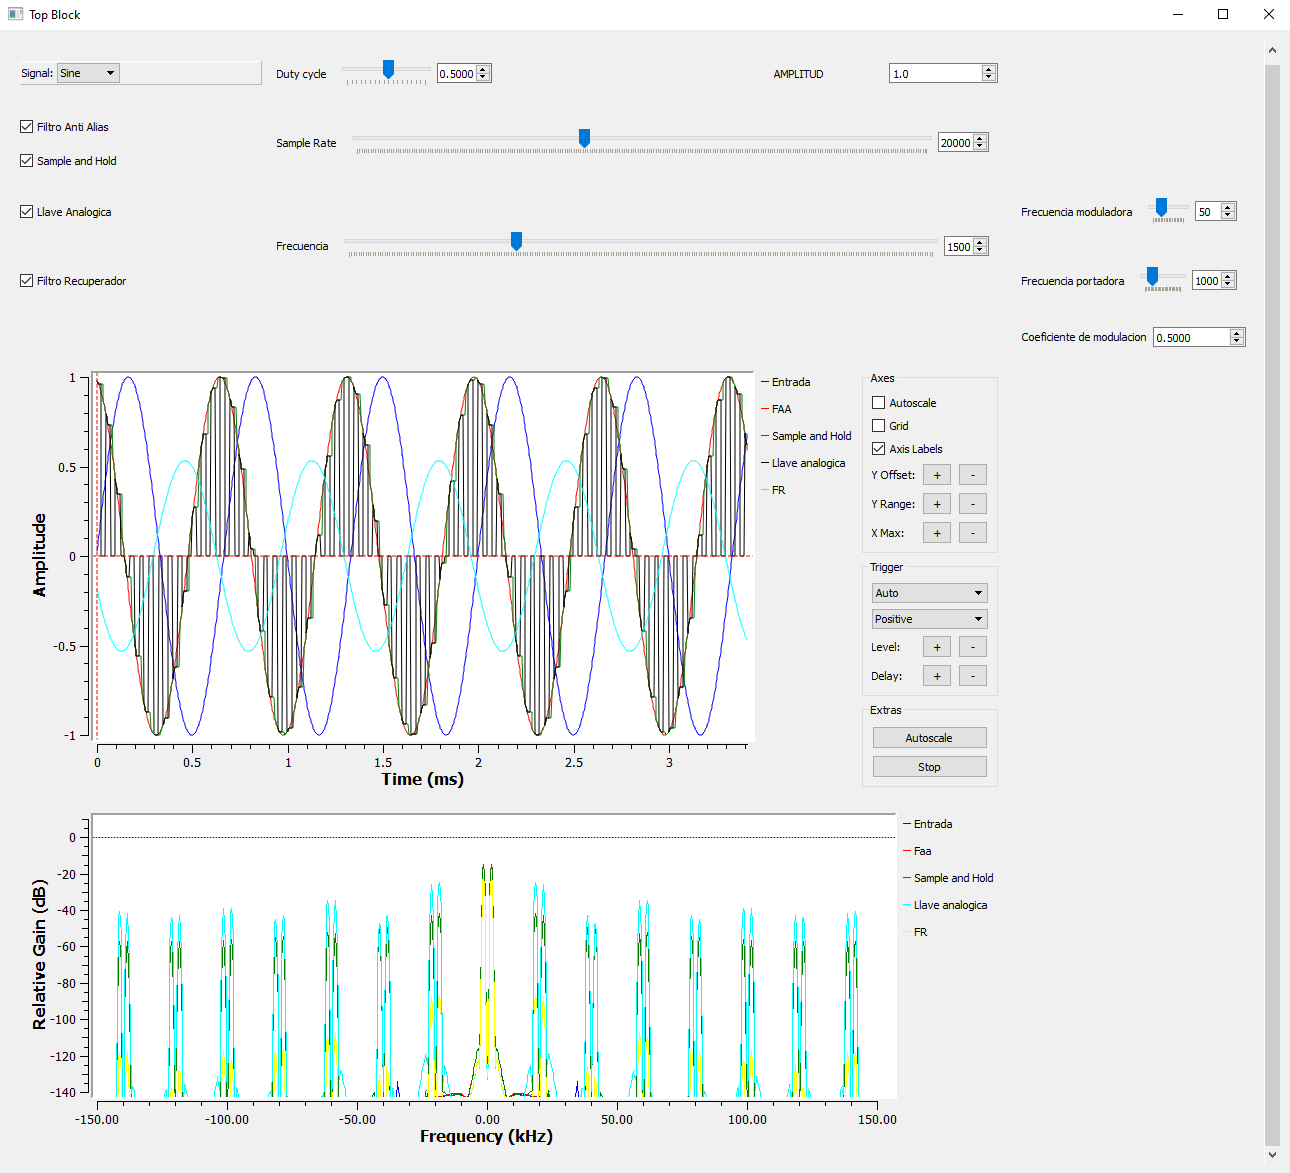 Top Block
Signal: Sine
Duty cycle
0.5000
AMPLITUD
1.0
Filtro Anti Alias
Sample Rate
20000
Sample and Hold
Llave Analogica
Frecuencia moduladora
50
Frecuencia
1500
Filtro Recuperador
Frecuencia portadora
1000
Coeficiente de modulacion
0.5000
Amplitude
1
0.5
0
-0.5
-1
0 0.5 1 1.5 2 2.5 3
Time (ms)
Entrada
FAA
Sample and Hold
Llave analogica
FR
Axes
Autoscale
Grid
Axis Labels
Y Offset: + -
Y Range: + -
X Max: + -
Trigger
Auto
Positive
Level: + -
Delay: + -
Extras
Autoscale
Stop
Relative Gain (dB)
0
-20
-40
-60
-80
-100
-120
-140
-150.00 -100.00 -50.00 0.00 50.00 100.00 150.00
Frequency (kHz)
Entrada
Faa
Sample and Hold
Llave analogica
FR